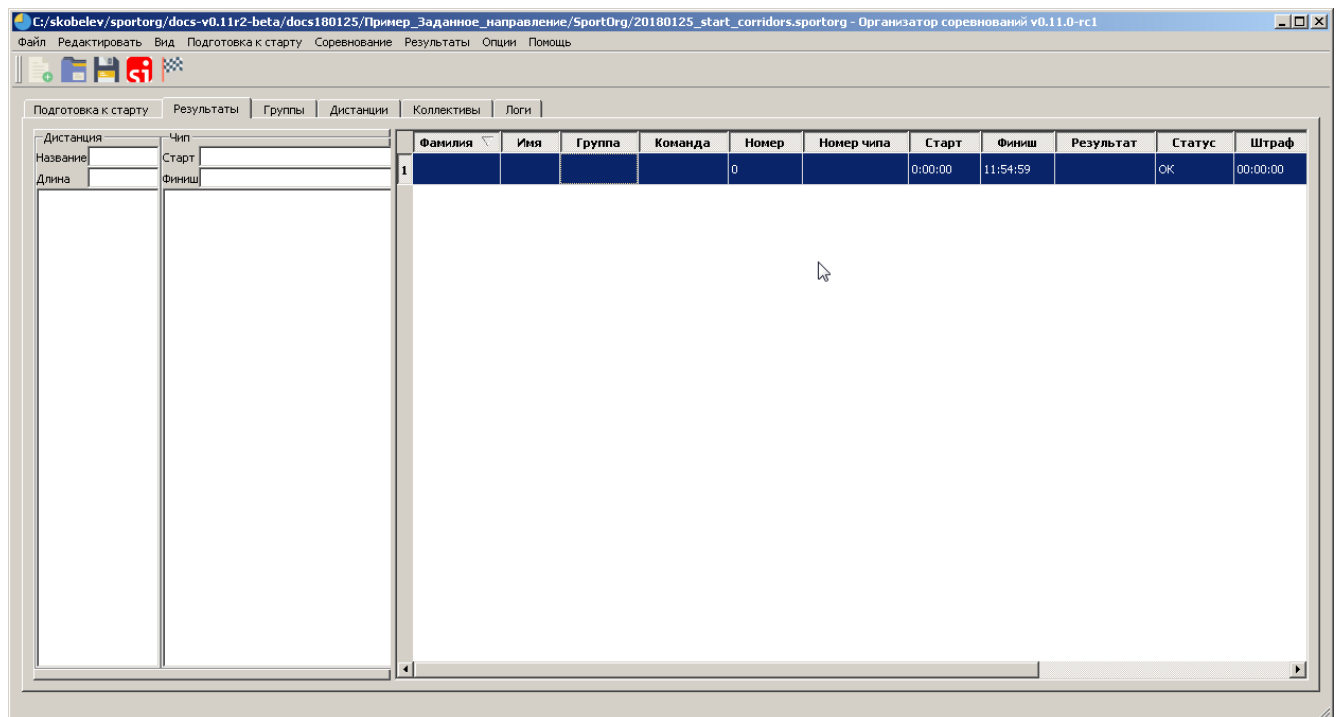 C:/skobelev/sportorg/docs-v0.11r2-beta/docs180125/Пример_Заданное_направление/SportOrg/20180125_start_corridors.sportorg - Организатор соревнований v0.11.0-rc1
Файл Редактировать Вид Подготовка к старту Соревнование Результаты Опции Помощь
si
Подготовка к старту Результаты Группы Дистанции Коллективы Логи
Дистанция Чип
Название Старт
Длина Финиш
Фамилия Имя Группа Команда Номер Номер чипа Старт Финиш Результат Статус Штраф
1 0 0:00:00 11:54:59 OK 00:00:00